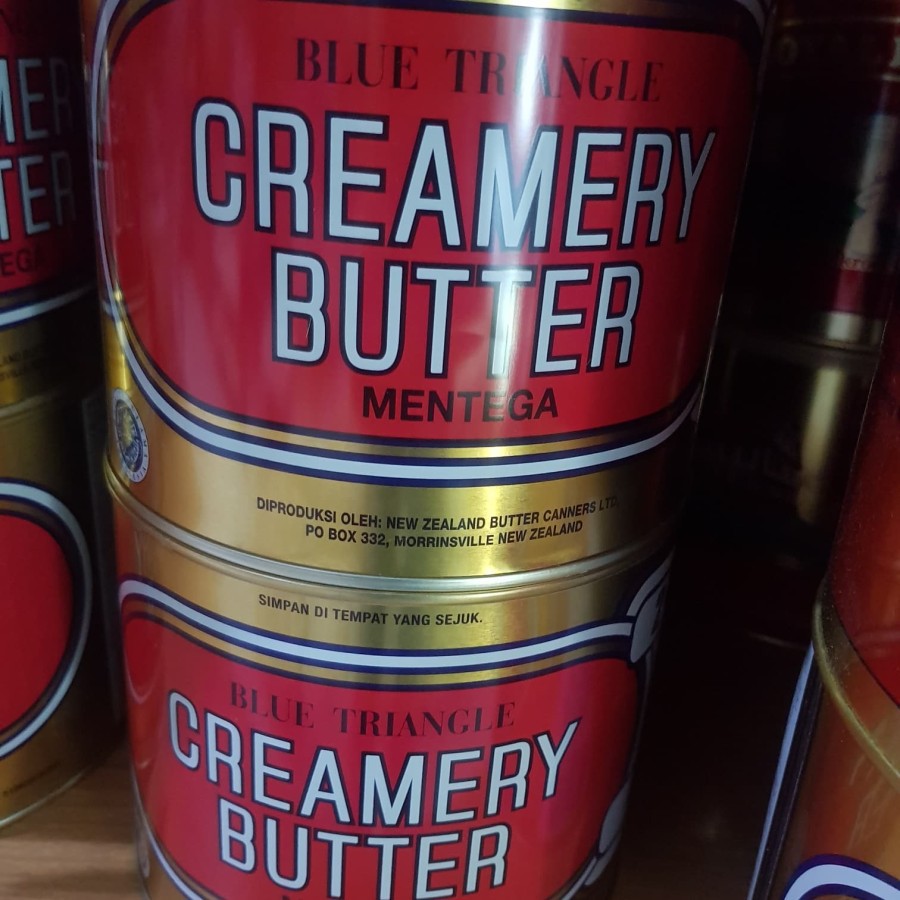 BLUE TRIANGLE
CREAMERY
BUTTER
MENTEGA
DIPRODUKSI OLEH: NEW ZEALAND BUTTER CANNERS LTD.
PO BOX 332, MORRINSVILLE NEW ZEALAND
SIMPAN DI TEMPAT YANG SEJUK.
BLUE TRIANGLE
CREAMERY
BUTTER